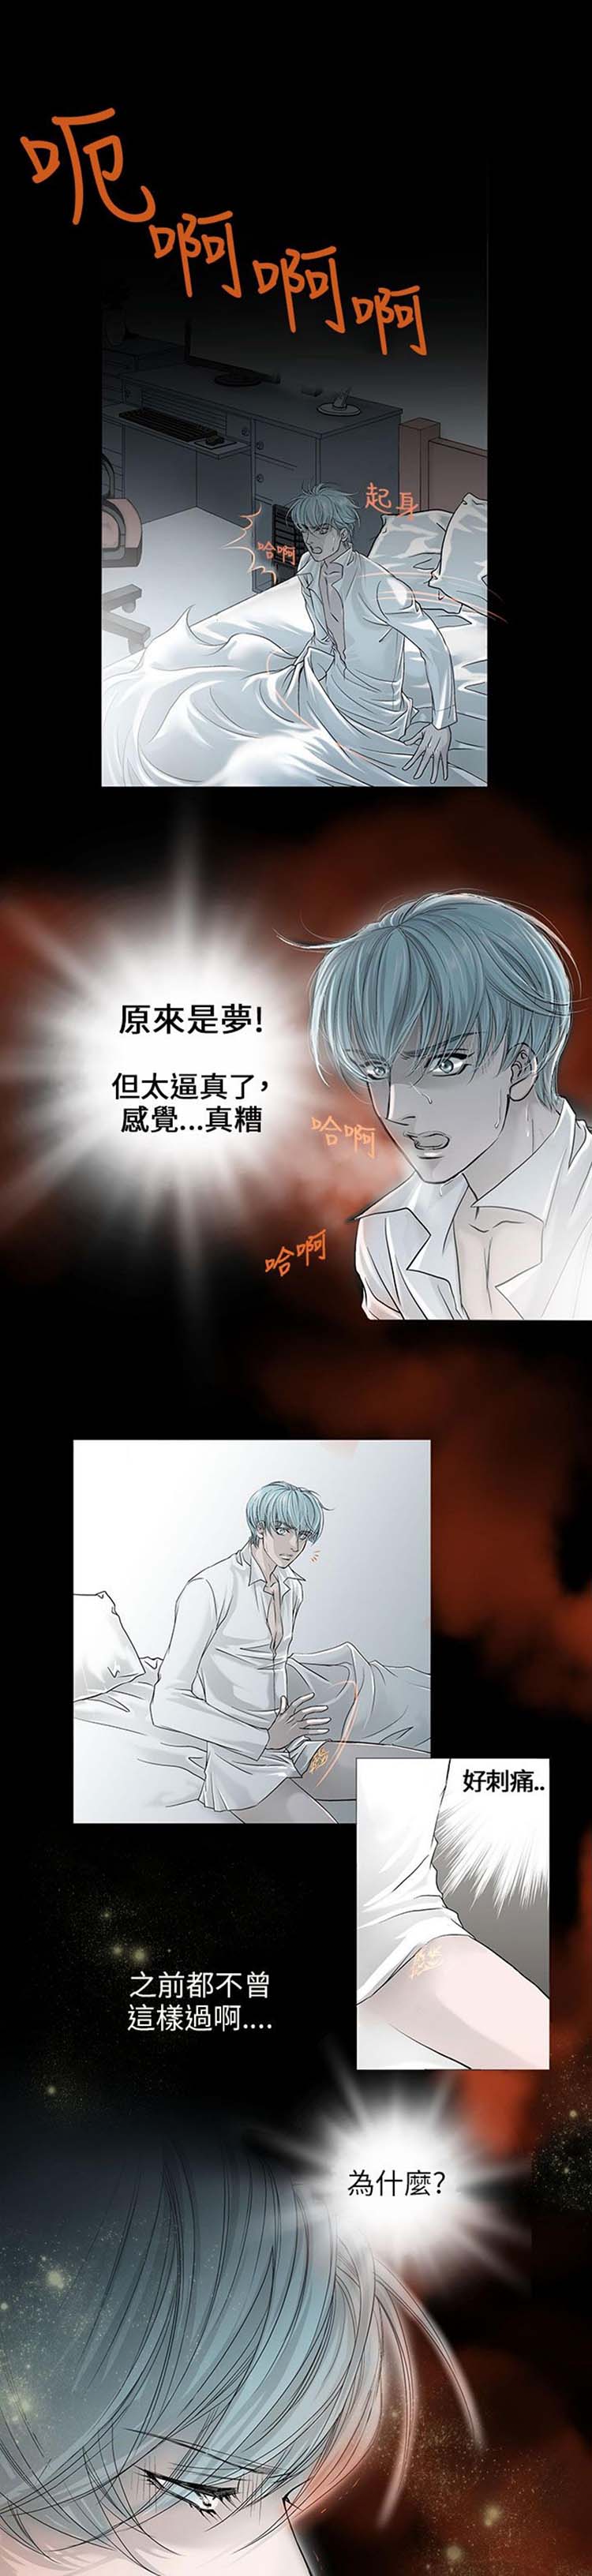 呃
啊啊啊
起身
哈啊
原來是夢!
但太逼真了，
感覺...真糟
哈啊
哈啊
好刺痛..
之前都不曾
這樣過啊....
為什麼?